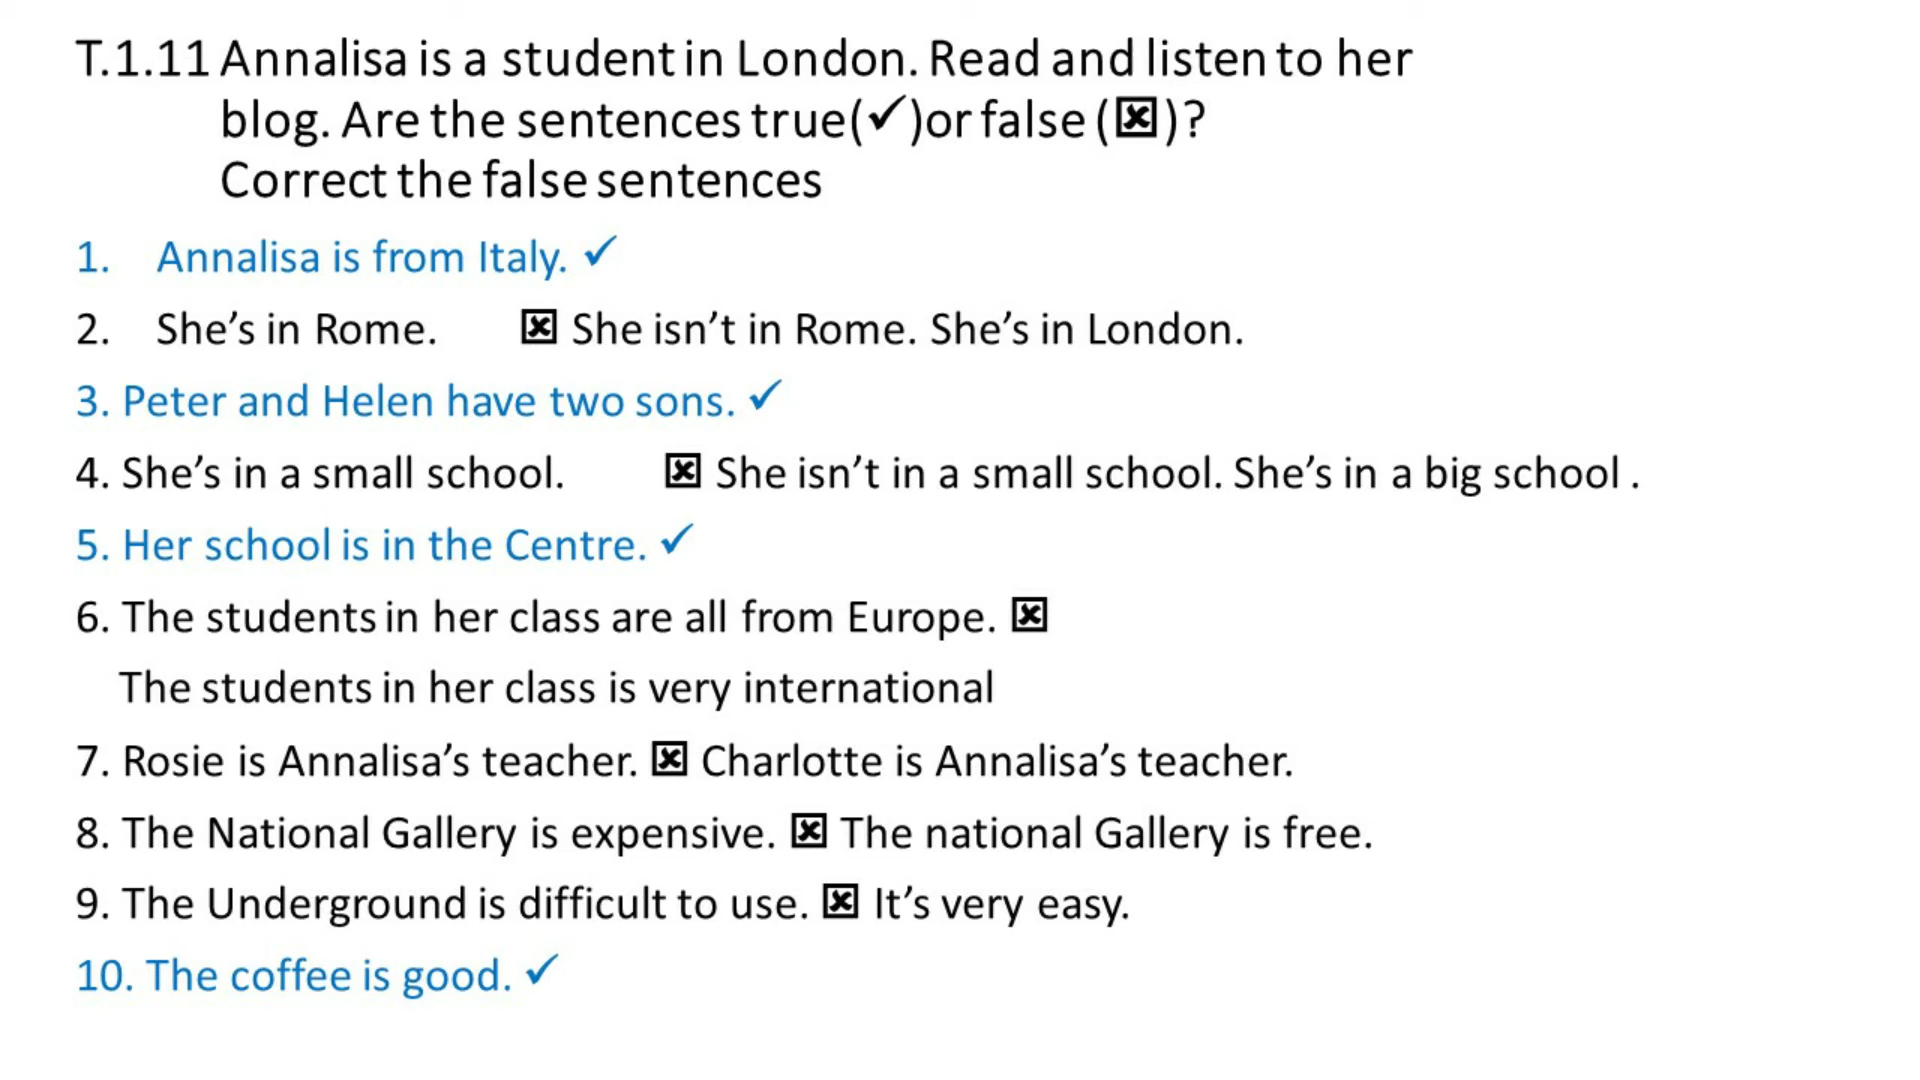 T.1.11 Annalisa is a student in London. Read and listen to her
blog. Are the sentences true(✓)or false (☒)?
Correct the false sentences
1. Annalisa is from Italy. ✓
2. She’s in Rome. ☒ She isn’t in Rome. She’s in London.
3. Peter and Helen have two sons. ✓
4. She’s in a small school. ☒ She isn’t in a small school. She’s in a big school .
5. Her school is in the Centre. ✓
6. The students in her class are all from Europe. ☒
The students in her class is very international
7. Rosie is Annalisa’s teacher. ☒ Charlotte is Annalisa’s teacher.
8. The National Gallery is expensive. ☒ The national Gallery is free.
9. The Underground is difficult to use. ☒ It’s very easy.
10. The coffee is good. ✓